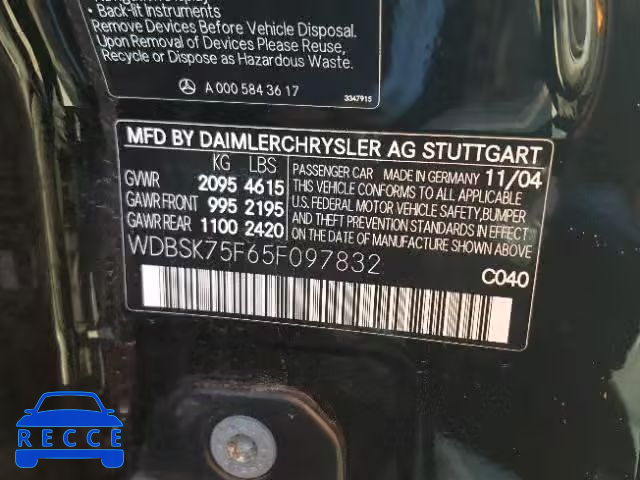 • Back-lit Instruments
Remove Devices Before Vehicle Disposal.
Upon Removal of Devices Please Reuse,
Recycle or Dispose as Hazardous Waste.
A 000 584 36 17
3347915
MFD BY DAIMLERCHRYSLER AG STUTTGART
KG LBS
GVWR 2095 4615
GAWR FRONT 995 2195
GAWR REAR 1100 2420
PASSENGER CAR MADE IN GERMANY 11/04
THIS VEHICLE CONFORMS TO ALL APPLICABLE
U.S. FEDERAL MOTOR VEHICLE SAFETY, BUMPER
AND THEFT PREVENTION STANDARDS IN EFFECT
ON THE DATE OF MANUFACTURE SHOWN ABOVE.
WDBSK75F65F097832
C040
RECCE